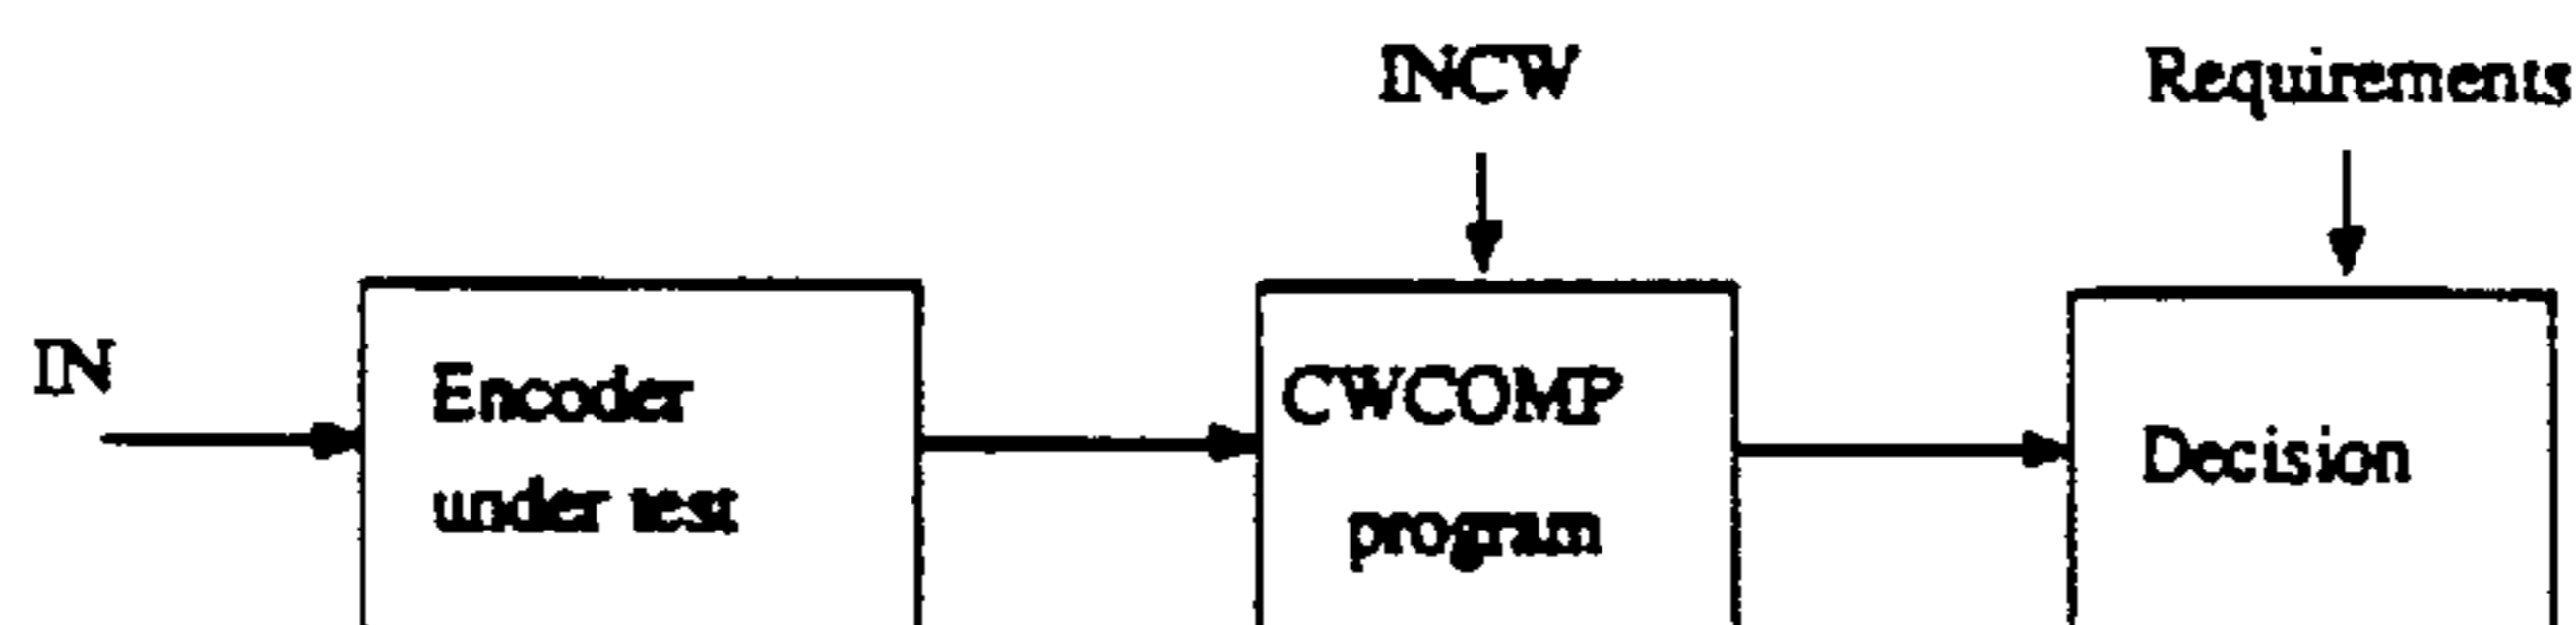 INCW
Requirements
IN
Encoder
under test
CWCOMP
program
Decision